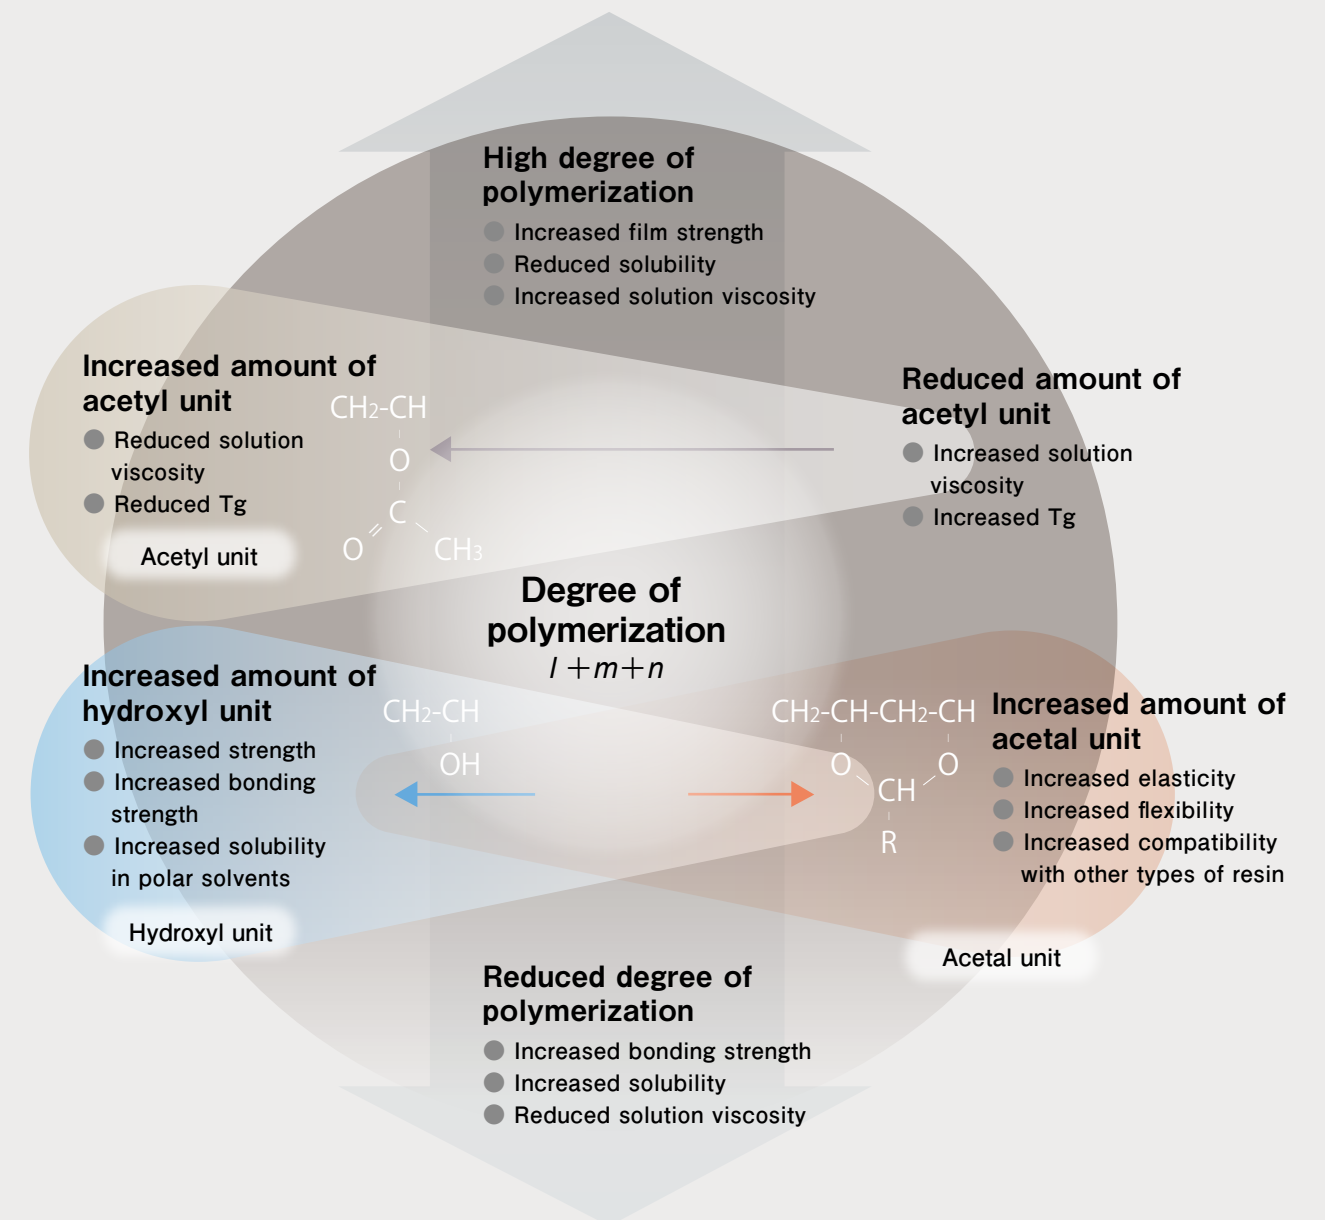 High degree of
polymerization
Increased film strength
Reduced solubility
Increased solution viscosity
Increased amount of
acetyl unit
Reduced solution
viscosity
Reduced Tg
Acetyl unit
CH2-CH
O
C
O
CH3
Reduced amount of
acetyl unit
Increased solution
viscosity
Increased Tg
Degree of
polymerization
l+m+n
Increased amount of
hydroxyl unit
Increased strength
Increased bonding
strength
Increased solubility
in polar solvents
Hydroxyl unit
CH2-CH
OH
CH2-CH-CH2-CH
O O
CH
R
Increased amount of
acetal unit
Increased elasticity
Increased flexibility
Increased compatibility
with other types of resin
Acetal unit
Reduced degree of
polymerization
Increased bonding strength
Increased solubility
Reduced solution viscosity